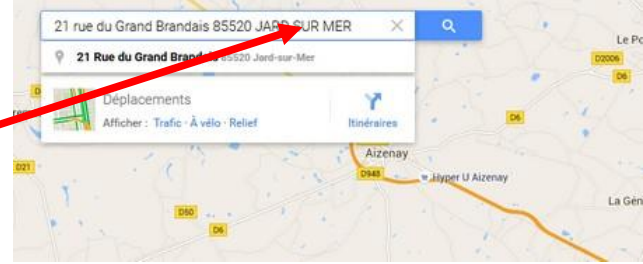 21 rue du Grand Brandais 85520 JARD SUR MER
21 Rue du Grand Brandais 85520 Jard-sur-Mer
Déplacements
Afficher : Trafic · À vélo · Relief
Itinéraires
Le Po
D2006
D6
D6
Aizenay
D948
Hyper U Aizenay
D21
La Gén
D50
D6